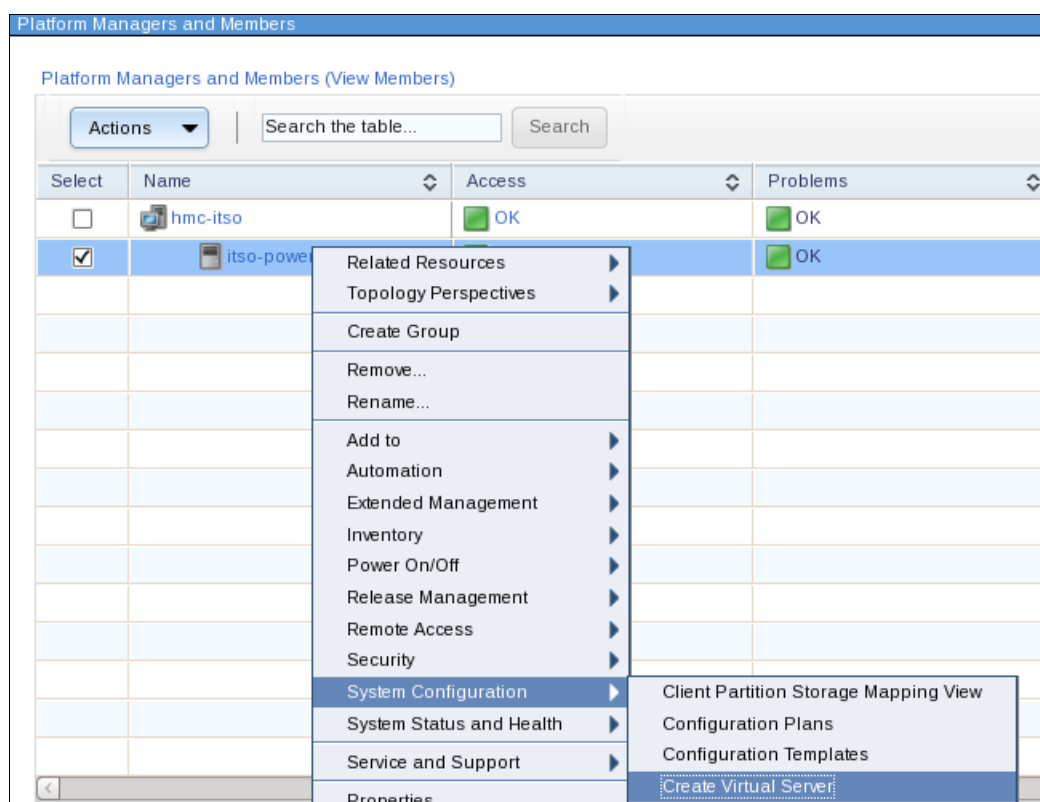 Platform Managers and Members
Platform Managers and Members (View Members)
Actions Search the table... Search
Select Name Access Problems
hmc-itso OK OK
itso-power OK
Related Resources
Topology Perspectives
Create Group
Remove...
Rename...
Add to
Automation
Extended Management
Inventory
Power On/Off
Release Management
Remote Access
Security
System Configuration Client Partition Storage Mapping View
System Status and Health Configuration Plans
Configuration Templates
Service and Support
Create Virtual Server
Properties